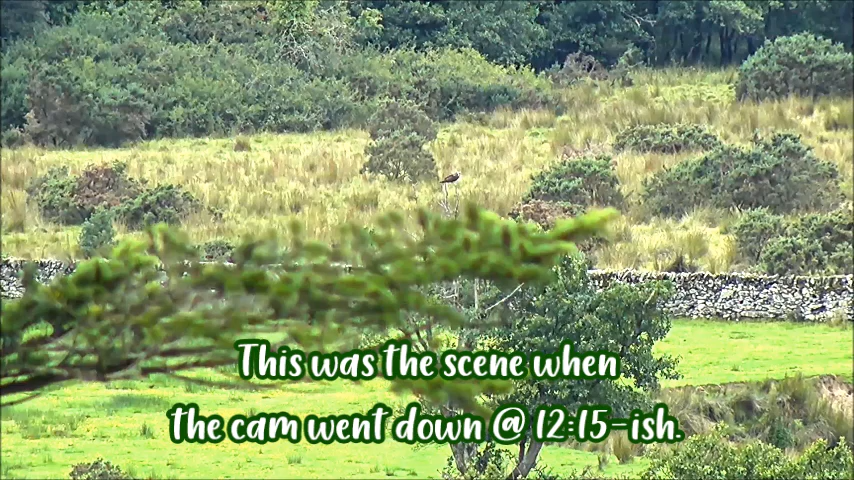 This was the scene when
the cam went down @ 12:15-ish.